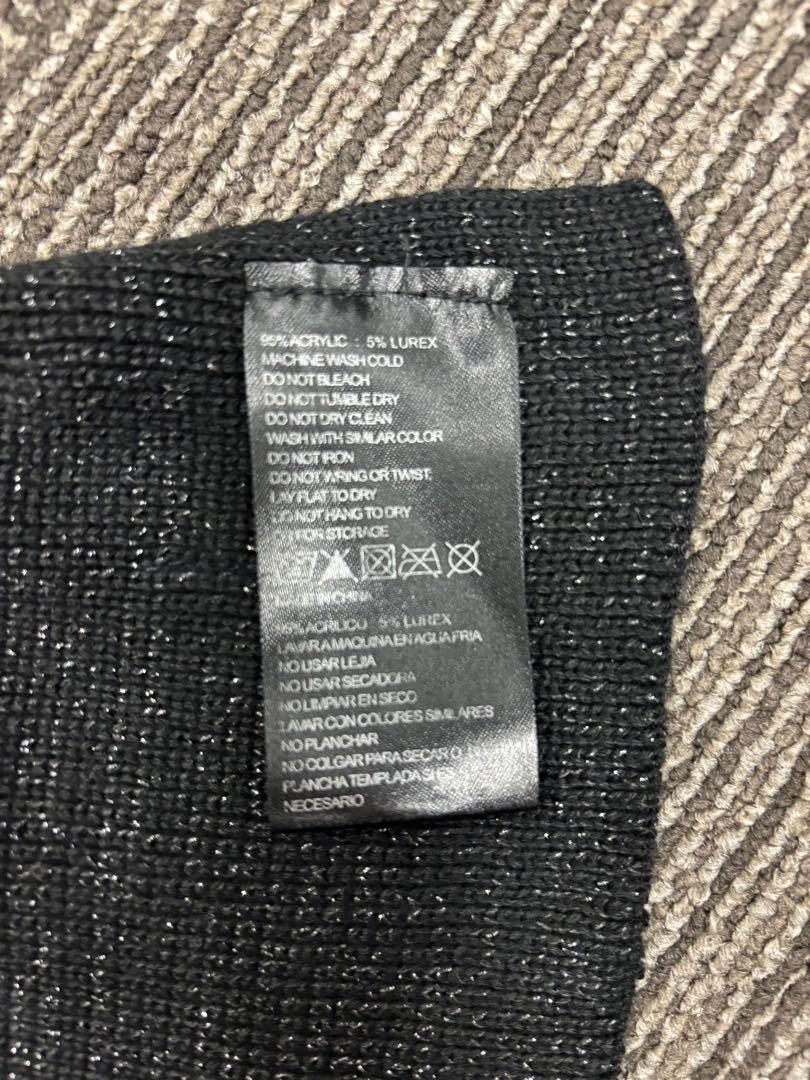 95% ACRYLIC : 5% LUREX
MACHINE WASH COLD
DO NOT BLEACH
DO NOT TUMBLE DRY
DO NOT DRY CLEAN
WASH WITH SIMILAR COLOR
DO NOT IRON
DO NOT WRING OR TWIST
LAY FLAT TO DRY
DO NOT HANG TO DRY
FOR STORAGE
MADE IN CHINA
95% ACRILICO 5% LUREX
LAVAR A MAQUINA EN AGUA FRIA
NO USAR LEJIA
NO USAR SECADORA
NO LIMPIAR EN SECO
LAVAR CON COLORES SIMILARES
NO PLANCHAR
NO COLGAR PARA SECAR O
PLANCHA TEMPLADA SI ES
NECESARIO